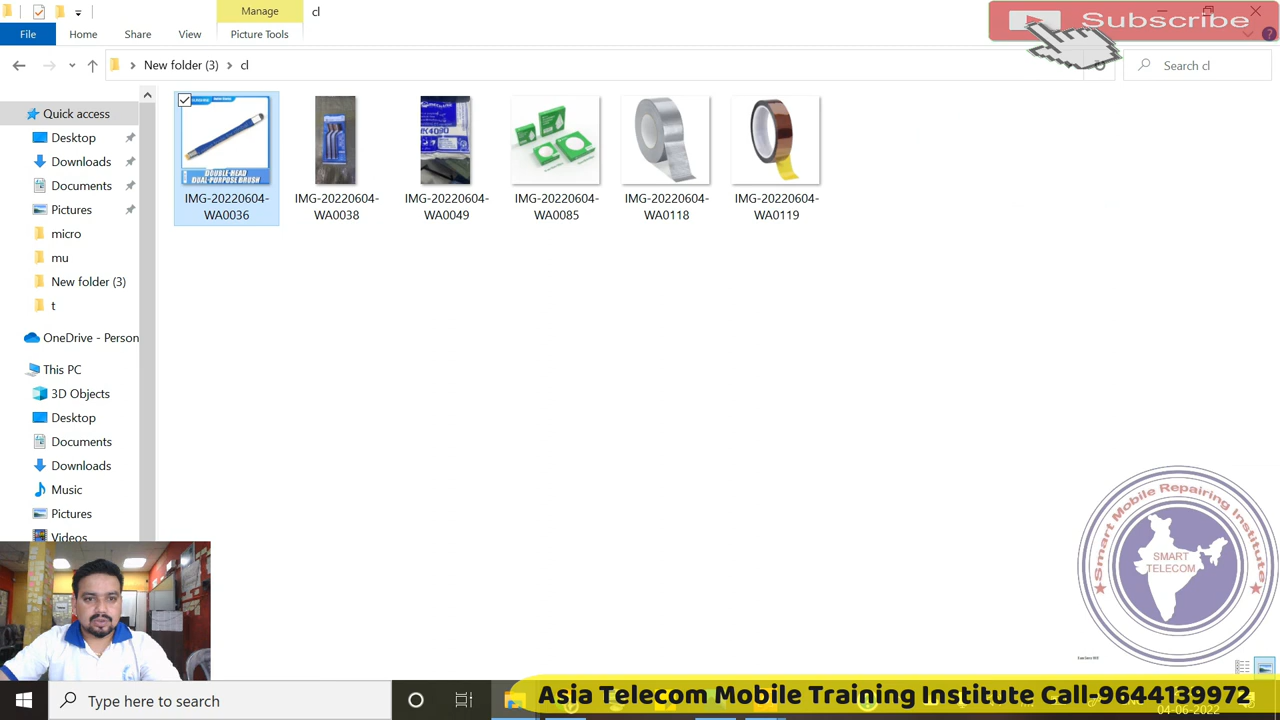 Manage
cl
Subscribe
File
Home
Share
View
Picture Tools
New folder (3)
cl
Search cl
Quick access
Desktop
Downloads
Documents
Pictures
micro
mu
New folder (3)
t
OneDrive - Person
This PC
3D Objects
Desktop
Documents
Downloads
Music
Pictures
Videos
DOUBLE-HEAD
DUAL-PURPOSE BRUSH
IMG-20220604-
WA0036
IMG-20220604-
WA0038
IMG-20220604-
WA0049
IMG-20220604-
WA0085
IMG-20220604-
WA0118
IMG-20220604-
WA0119
Smart Mobile Repairing Institute
SMART
TELECOM
Type here to search
Asia Telecom Mobile Training Institute Call-9644139972
04-06-2022